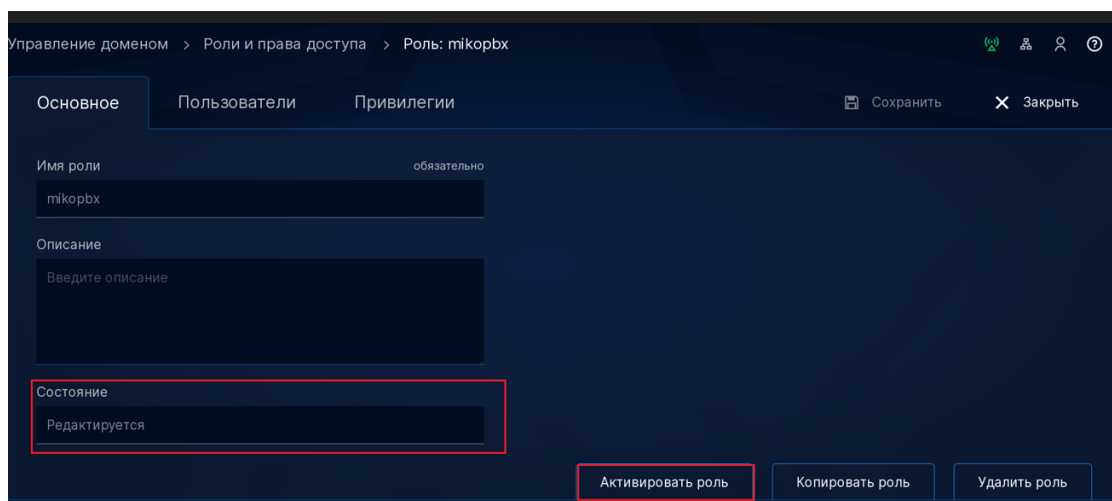 Управление доменом > Роли и права доступа > Роль: mikopbx
Основное Пользователи Привилегии Сохранить Закрыть
Имя роли обязательно
mikopbx
Описание
Введите описание
Состояние
Редактируется
Активировать роль Копировать роль Удалить роль